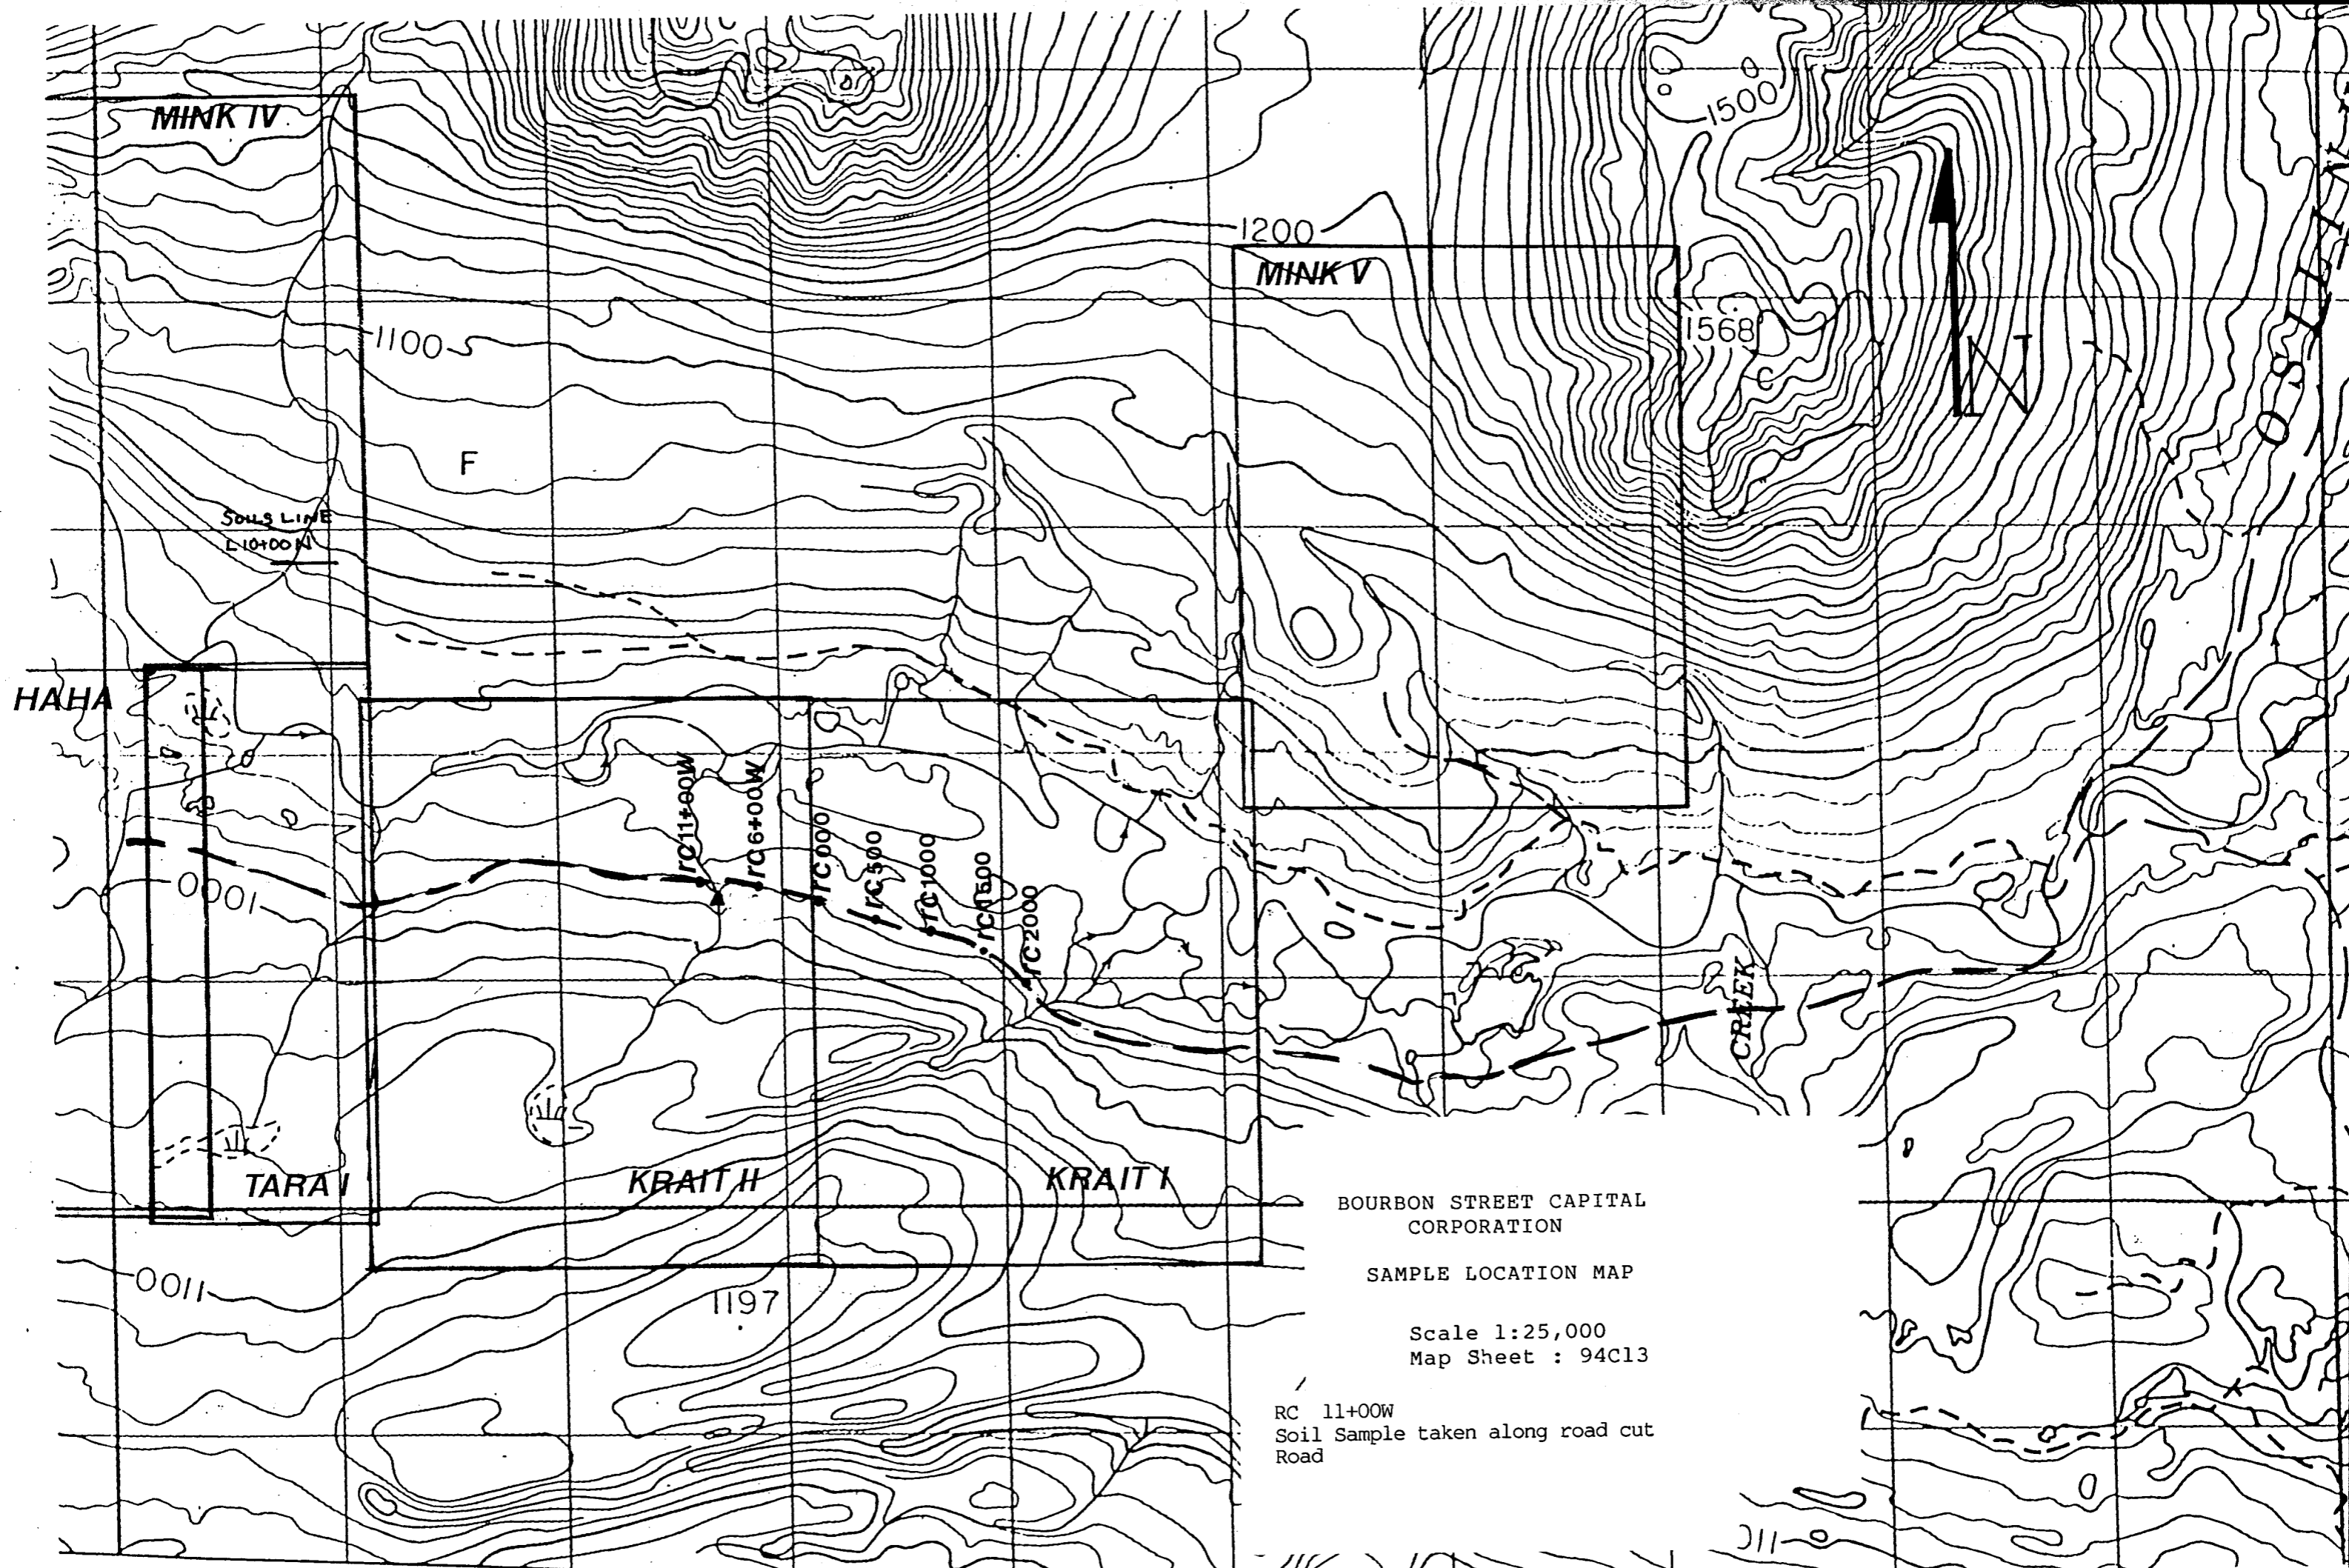 MINK IV
1500
1200
MINK V
1568
1100
C
N
OSILINKA
F
SOILS LINE
L10+00N
HAHA
rc11+00W
rc6+00W
rc000
rc500
rc1000
rc1500
rc2000
1000
CREEK
TARA I
KRAIT II
KRAIT I
1100
1197
BOURBON STREET CAPITAL
CORPORATION
SAMPLE LOCATION MAP
Scale 1:25,000
Map Sheet : 94C13
RC 11+00W
Soil Sample taken along road cut
Road